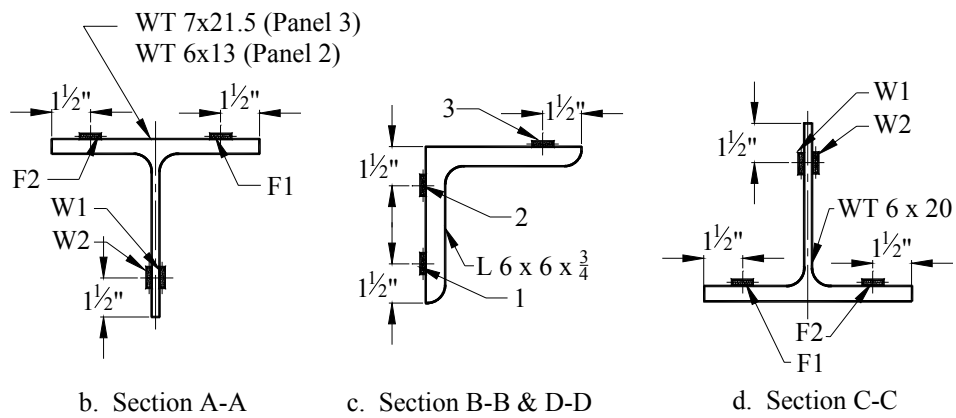 WT 7x21.5 (Panel 3)
WT 6x13 (Panel 2)
1½"
1½"
F2
F1
W1
W2
1½"
b. Section A-A
3
1½"
1½"
2
L 6 x 6 x ¾
1½"
1
c. Section B-B & D-D
W1
W2
1½"
WT 6 x 20
1½"
1½"
F2
F1
d. Section C-C